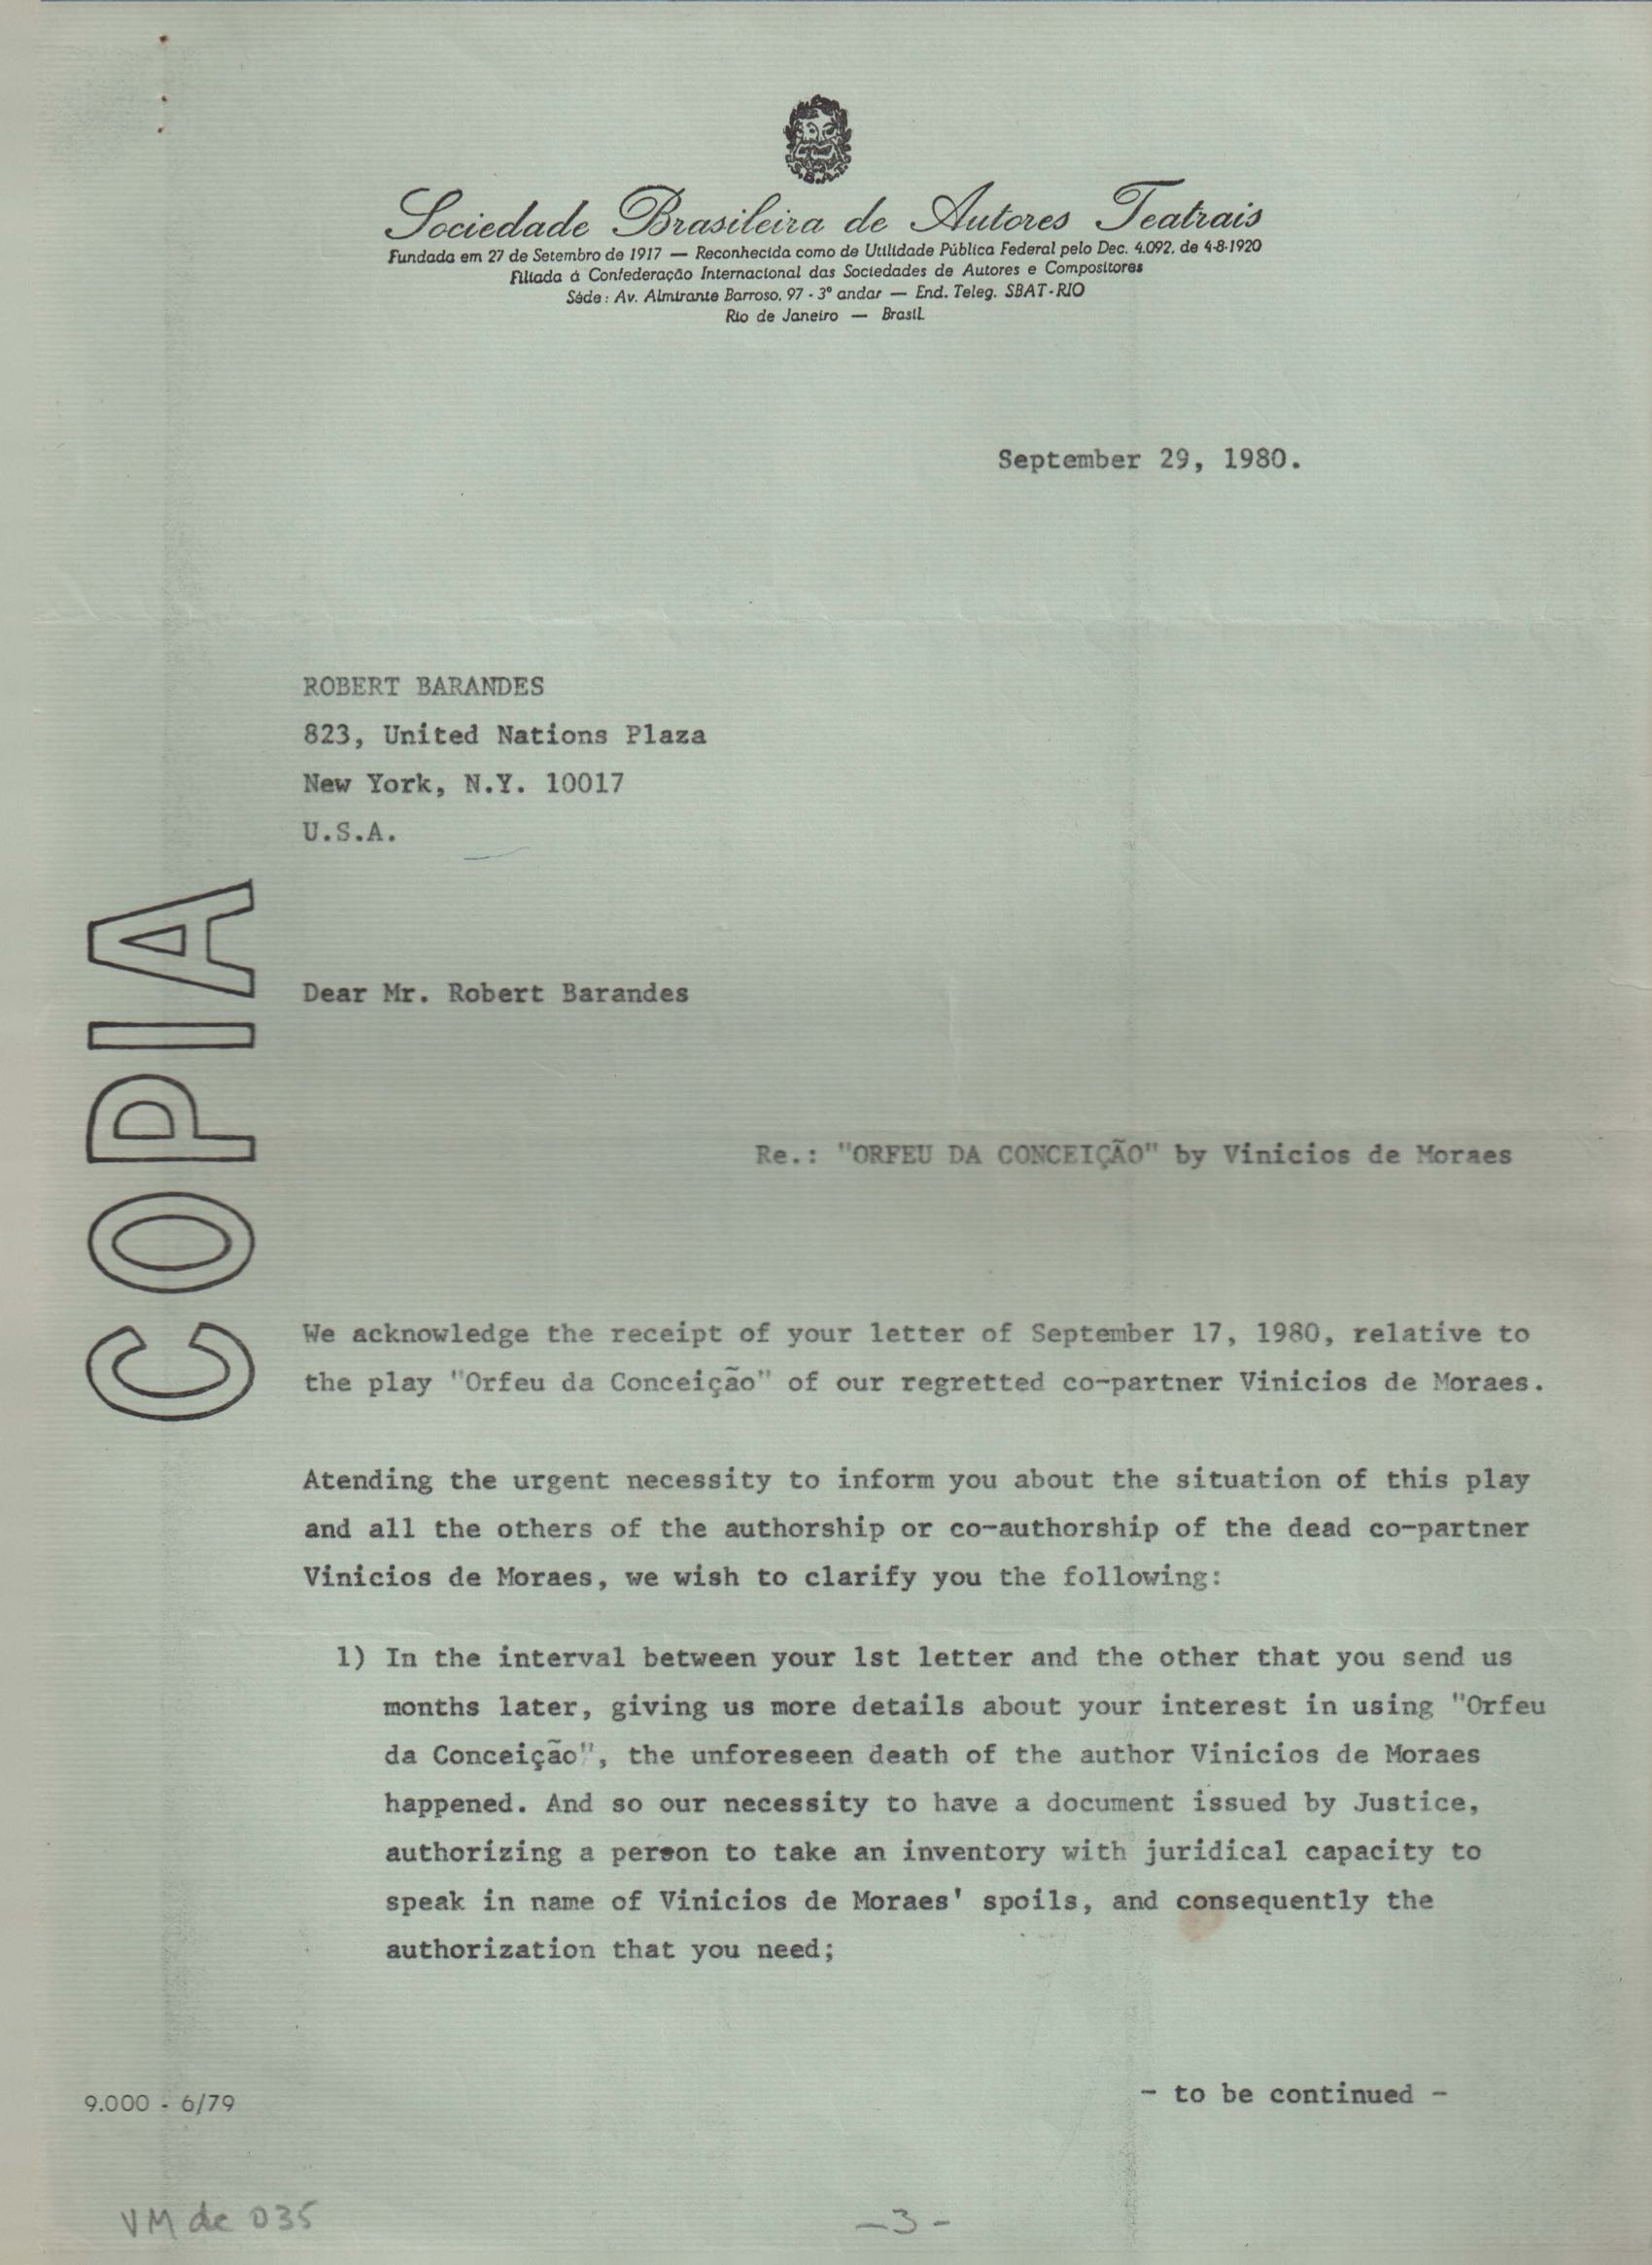 Sociedade Brasileira de Autores Teatrais
Fundada em 27 de Setembro de 1917 — Reconhecida como de Utilidade Pública Federal pelo Dec. 4.092, de 4-8-1920
Filiada à Confederação Internacional das Sociedades de Autores e Compositores
Séde: Av. Almirante Barroso, 97 - 3º andar — End. Teleg. SBAT-RIO
Rio de Janeiro — Brasil
September 29, 1980.
ROBERT BARANDES
823, United Nations Plaza
New York, N.Y. 10017
U.S.A.
COPIA
Dear Mr. Robert Barandes
Re.: "ORFEU DA CONCEIÇÃO" by Vinicios de Moraes
We acknowledge the receipt of your letter of September 17, 1980, relative to
the play "Orfeu da Conceição" of our regretted co-partner Vinicios de Moraes.
Atending the urgent necessity to inform you about the situation of this play
and all the others of the authorship or co-authorship of the dead co-partner
Vinicios de Moraes, we wish to clarify you the following:
1) In the interval between your 1st letter and the other that you send us
months later, giving us more details about your interest in using "Orfeu
da Conceição", the unforeseen death of the author Vinicios de Moraes
happened. And so our necessity to have a document issued by Justice,
authorizing a person to take an inventory with juridical capacity to
speak in name of Vinicios de Moraes' spoils, and consequently the
authorization that you need;
- to be continued -
9.000 - 6/79
VM de 035
-3-